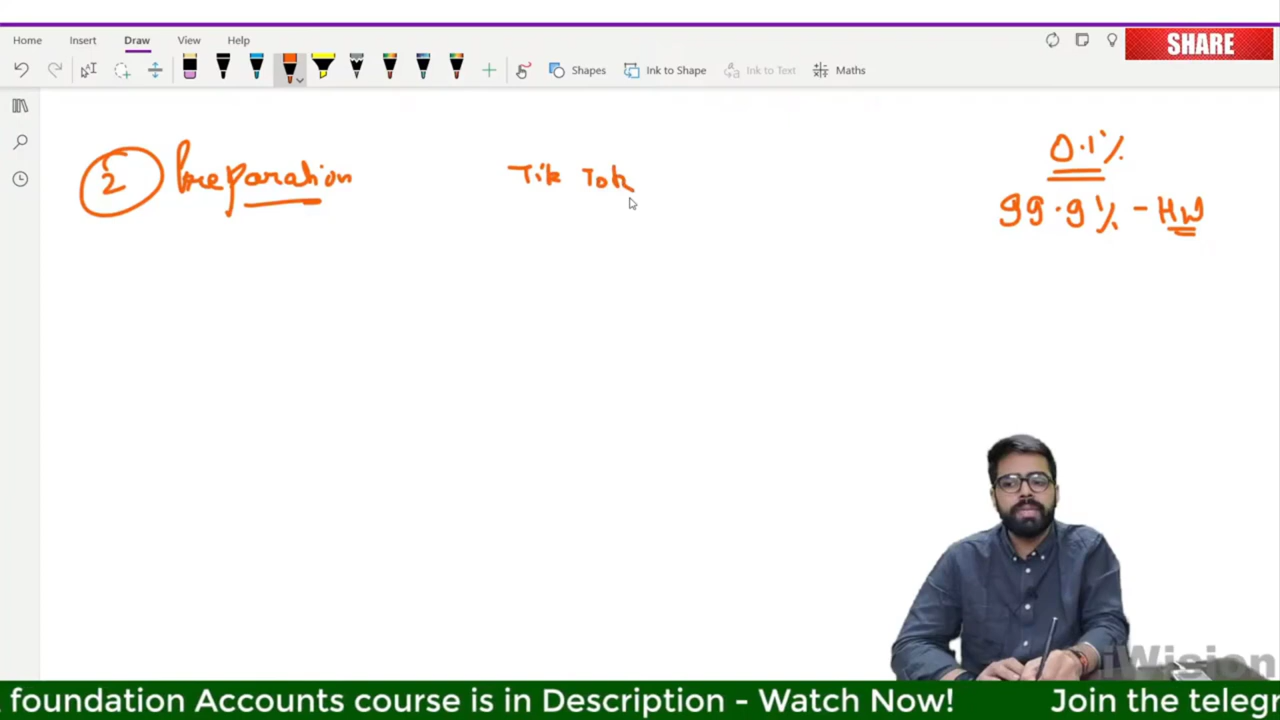 Home Insert Draw View Help
SHARE
Shapes Ink to Shape Ink to Text Maths
2 Preparation Tik Tok
0.1%
99.9% - HW
iWision
foundation Accounts course is in Description - Watch Now! Join the telegr